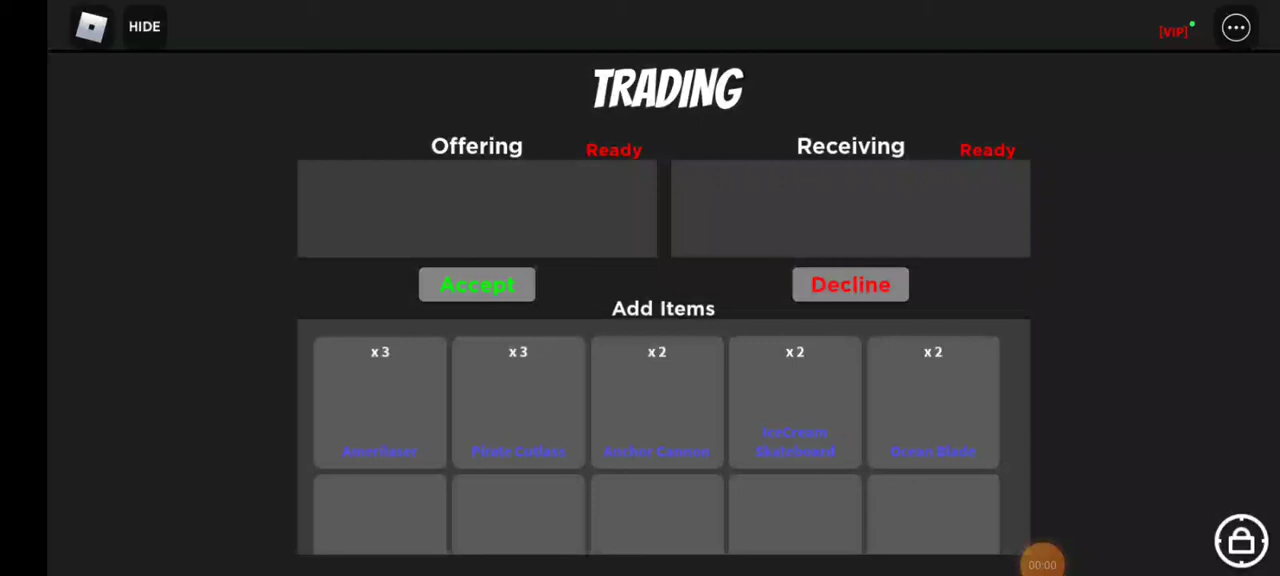 HIDE
[VIP]
TRADING
Offering
Ready
Receiving
Ready
Accept
Decline
Add Items
x 3
x 3
x 2
x 2
x 2
Amerilaser
Pirate Cutlass
Anchor Cannon
IceCream
Skateboard
Ocean Blade
00:00